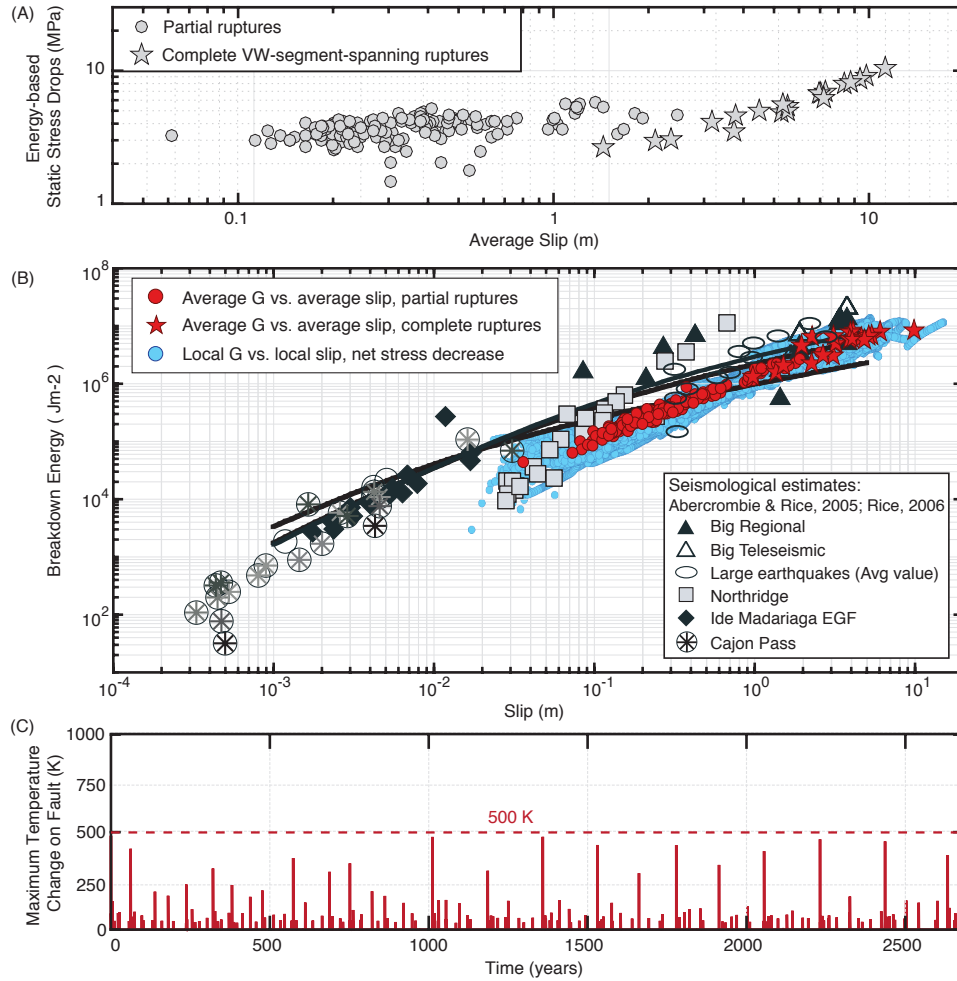 (A)
Energy-based
Static Stress Drops (MPa)
10
1
Partial ruptures
Complete VW-segment-spanning ruptures
0.1
1
10
Average Slip (m)
(B)
Breakdown Energy ( Jm-2 )
10^8
10^6
10^4
10^2
Average G vs. average slip, partial ruptures
Average G vs. average slip, complete ruptures
Local G vs. local slip, net stress decrease
Seismological estimates:
Abercrombie & Rice, 2005; Rice, 2006
Big Regional
Big Teleseismic
Large earthquakes (Avg value)
Northridge
Ide Madariaga EGF
Cajon Pass
10^-4
10^-3
10^-2
10^-1
10^0
10^1
Slip (m)
(C)
Maximum Temperature
Change on Fault (K)
1000
750
500
250
0
500 K
0
500
1000
1500
2000
2500
Time (years)